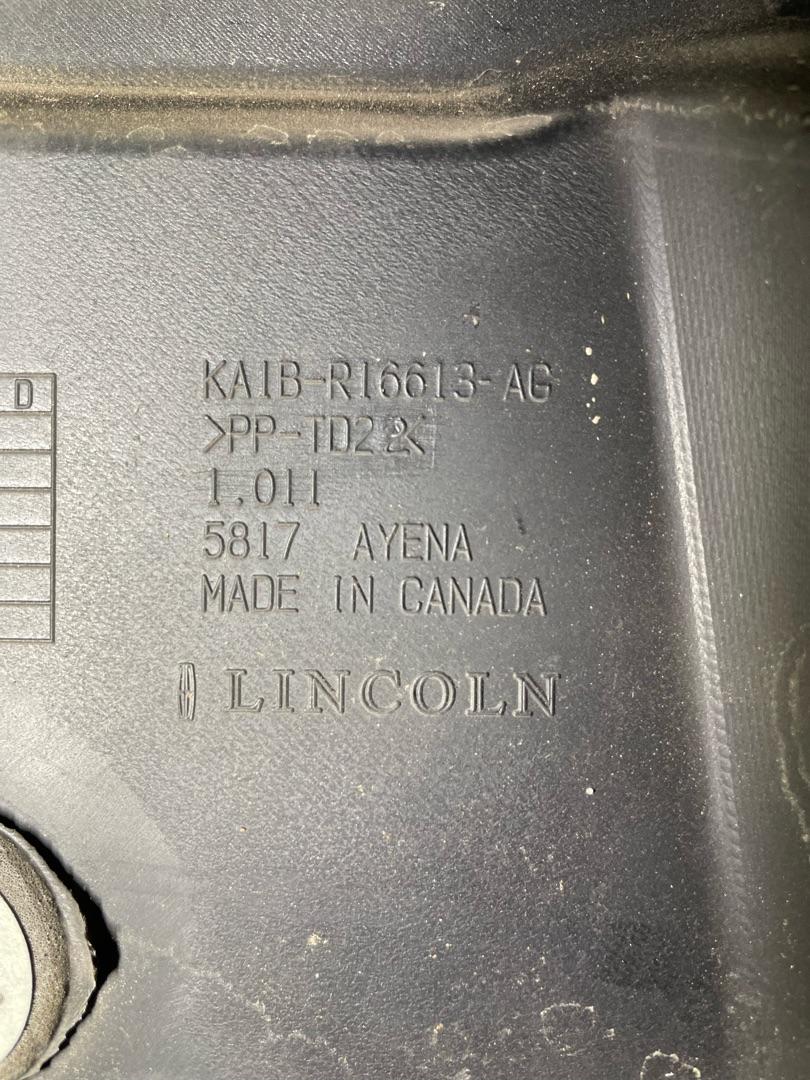 D
KA1B-R16613-AG
>PP-TD22<
1.011
5817 AYENA
MADE IN CANADA
LINCOLN